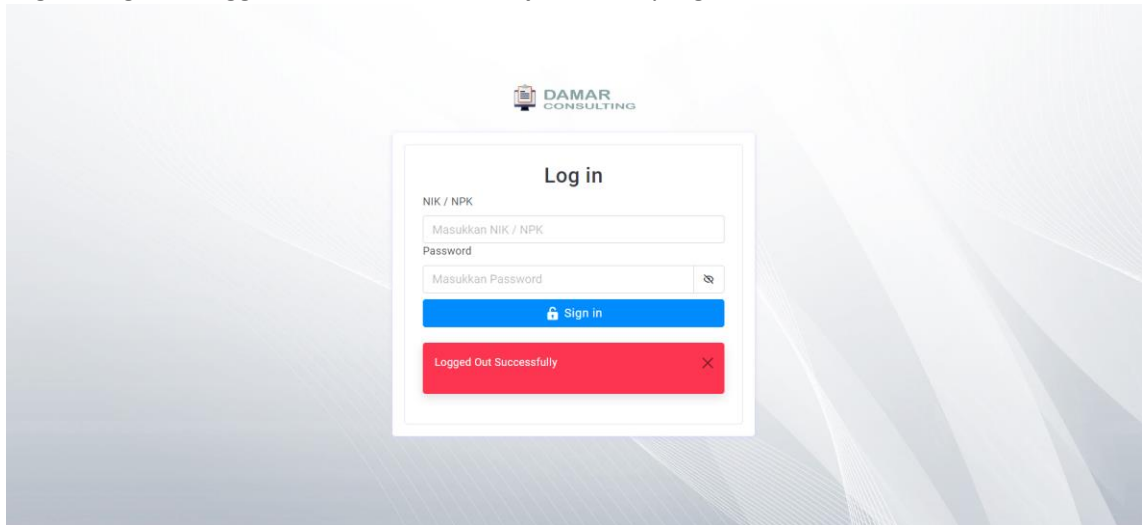 DAMAR
CONSULTING
Log in
NIK / NPK
Masukkan NIK / NPK
Password
Masukkan Password
Sign in
Logged Out Successfully